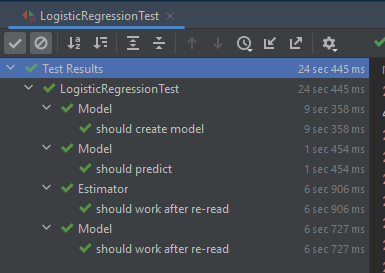 LogisticRegressionTest
Test Results 24 sec 445 ms
LogisticRegressionTest 24 sec 445 ms
Model 9 sec 358 ms
should create model 9 sec 358 ms
Model 1 sec 454 ms
should predict 1 sec 454 ms
Estimator 6 sec 906 ms
should work after re-read 6 sec 906 ms
Model 6 sec 727 ms
should work after re-read 6 sec 727 ms